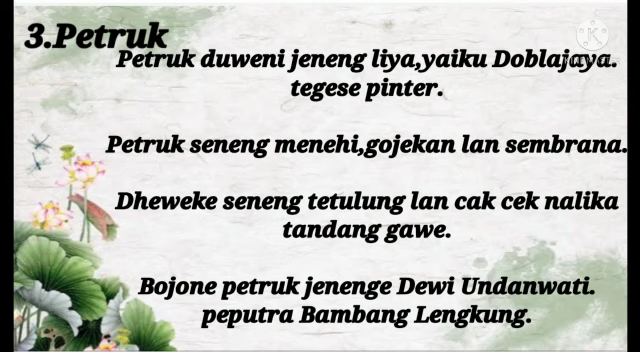 3.Petruk
Petruk duweni jeneng liya,yaiku Doblajaya.
tegese pinter.
Petruk seneng menehi,gojekan lan sembrana.
Dheweke seneng tetulung lan cak cek nalika
tandang gawe.
Bojone petruk jenenge Dewi Undanwati.
peputra Bambang Lengkung.